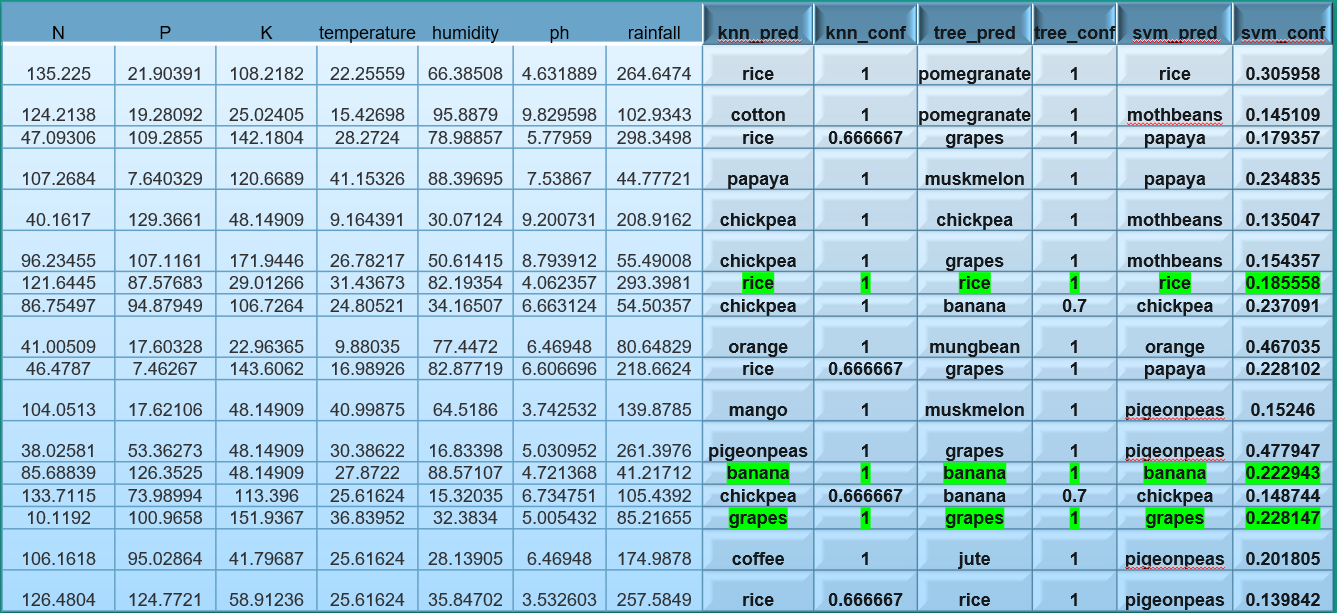 N P K temperature humidity ph rainfall knn_pred knn_conf tree_pred tree_conf svm_pred svm_conf
135.225 21.90391 108.2182 22.25559 66.38508 4.631889 264.6474 rice 1 pomegranate 1 rice 0.305958
124.2138 19.28092 25.02405 15.42698 95.8879 9.829598 102.9343 cotton 1 pomegranate 1 mothbeans 0.145109
47.09306 109.2855 142.1804 28.2724 78.98857 5.77959 298.3498 rice 0.666667 grapes 1 papaya 0.179357
107.2684 7.640329 120.6689 41.15326 88.39695 7.53867 44.77721 papaya 1 muskmelon 1 papaya 0.234835
40.1617 129.3661 48.14909 9.164391 30.07124 9.200731 208.9162 chickpea 1 chickpea 1 mothbeans 0.135047
96.23455 107.1161 171.9446 26.78217 50.61415 8.793912 55.49008 chickpea 1 grapes 1 mothbeans 0.154357
121.6445 87.57683 29.01266 31.43673 82.19354 4.062357 293.3981 rice 1 rice 1 rice 0.185558
86.75497 94.87949 106.7264 24.80521 34.16507 6.663124 54.50357 chickpea 1 banana 0.7 chickpea 0.237091
41.00509 17.60328 22.96365 9.88035 77.4472 6.46948 80.64829 orange 1 mungbean 1 orange 0.467035
46.4787 7.46267 143.6062 16.98926 82.87719 6.606696 218.6624 rice 0.666667 grapes 1 papaya 0.228102
104.0513 17.62106 48.14909 40.99875 64.5186 3.742532 139.8785 mango 1 muskmelon 1 pigeonpeas 0.15246
38.02581 53.36273 48.14909 30.38622 16.83398 5.030952 261.3976 pigeonpeas 1 grapes 1 pigeonpeas 0.477947
85.68839 126.3525 48.14909 27.8722 88.57107 4.721368 41.21712 banana 1 banana 1 banana 0.222943
133.7115 73.98994 113.396 25.61624 15.32035 6.734751 105.4392 chickpea 0.666667 banana 0.7 chickpea 0.148744
10.1192 100.9658 151.9367 36.83952 32.3834 5.005432 85.21655 grapes 1 grapes 1 grapes 0.228147
106.1618 95.02864 41.79687 25.61624 28.13905 6.46948 174.9878 coffee 1 jute 1 pigeonpeas 0.201805
126.4804 124.7721 58.91236 25.61624 35.84702 3.532603 257.5849 rice 0.666667 rice 1 pigeonpeas 0.139842